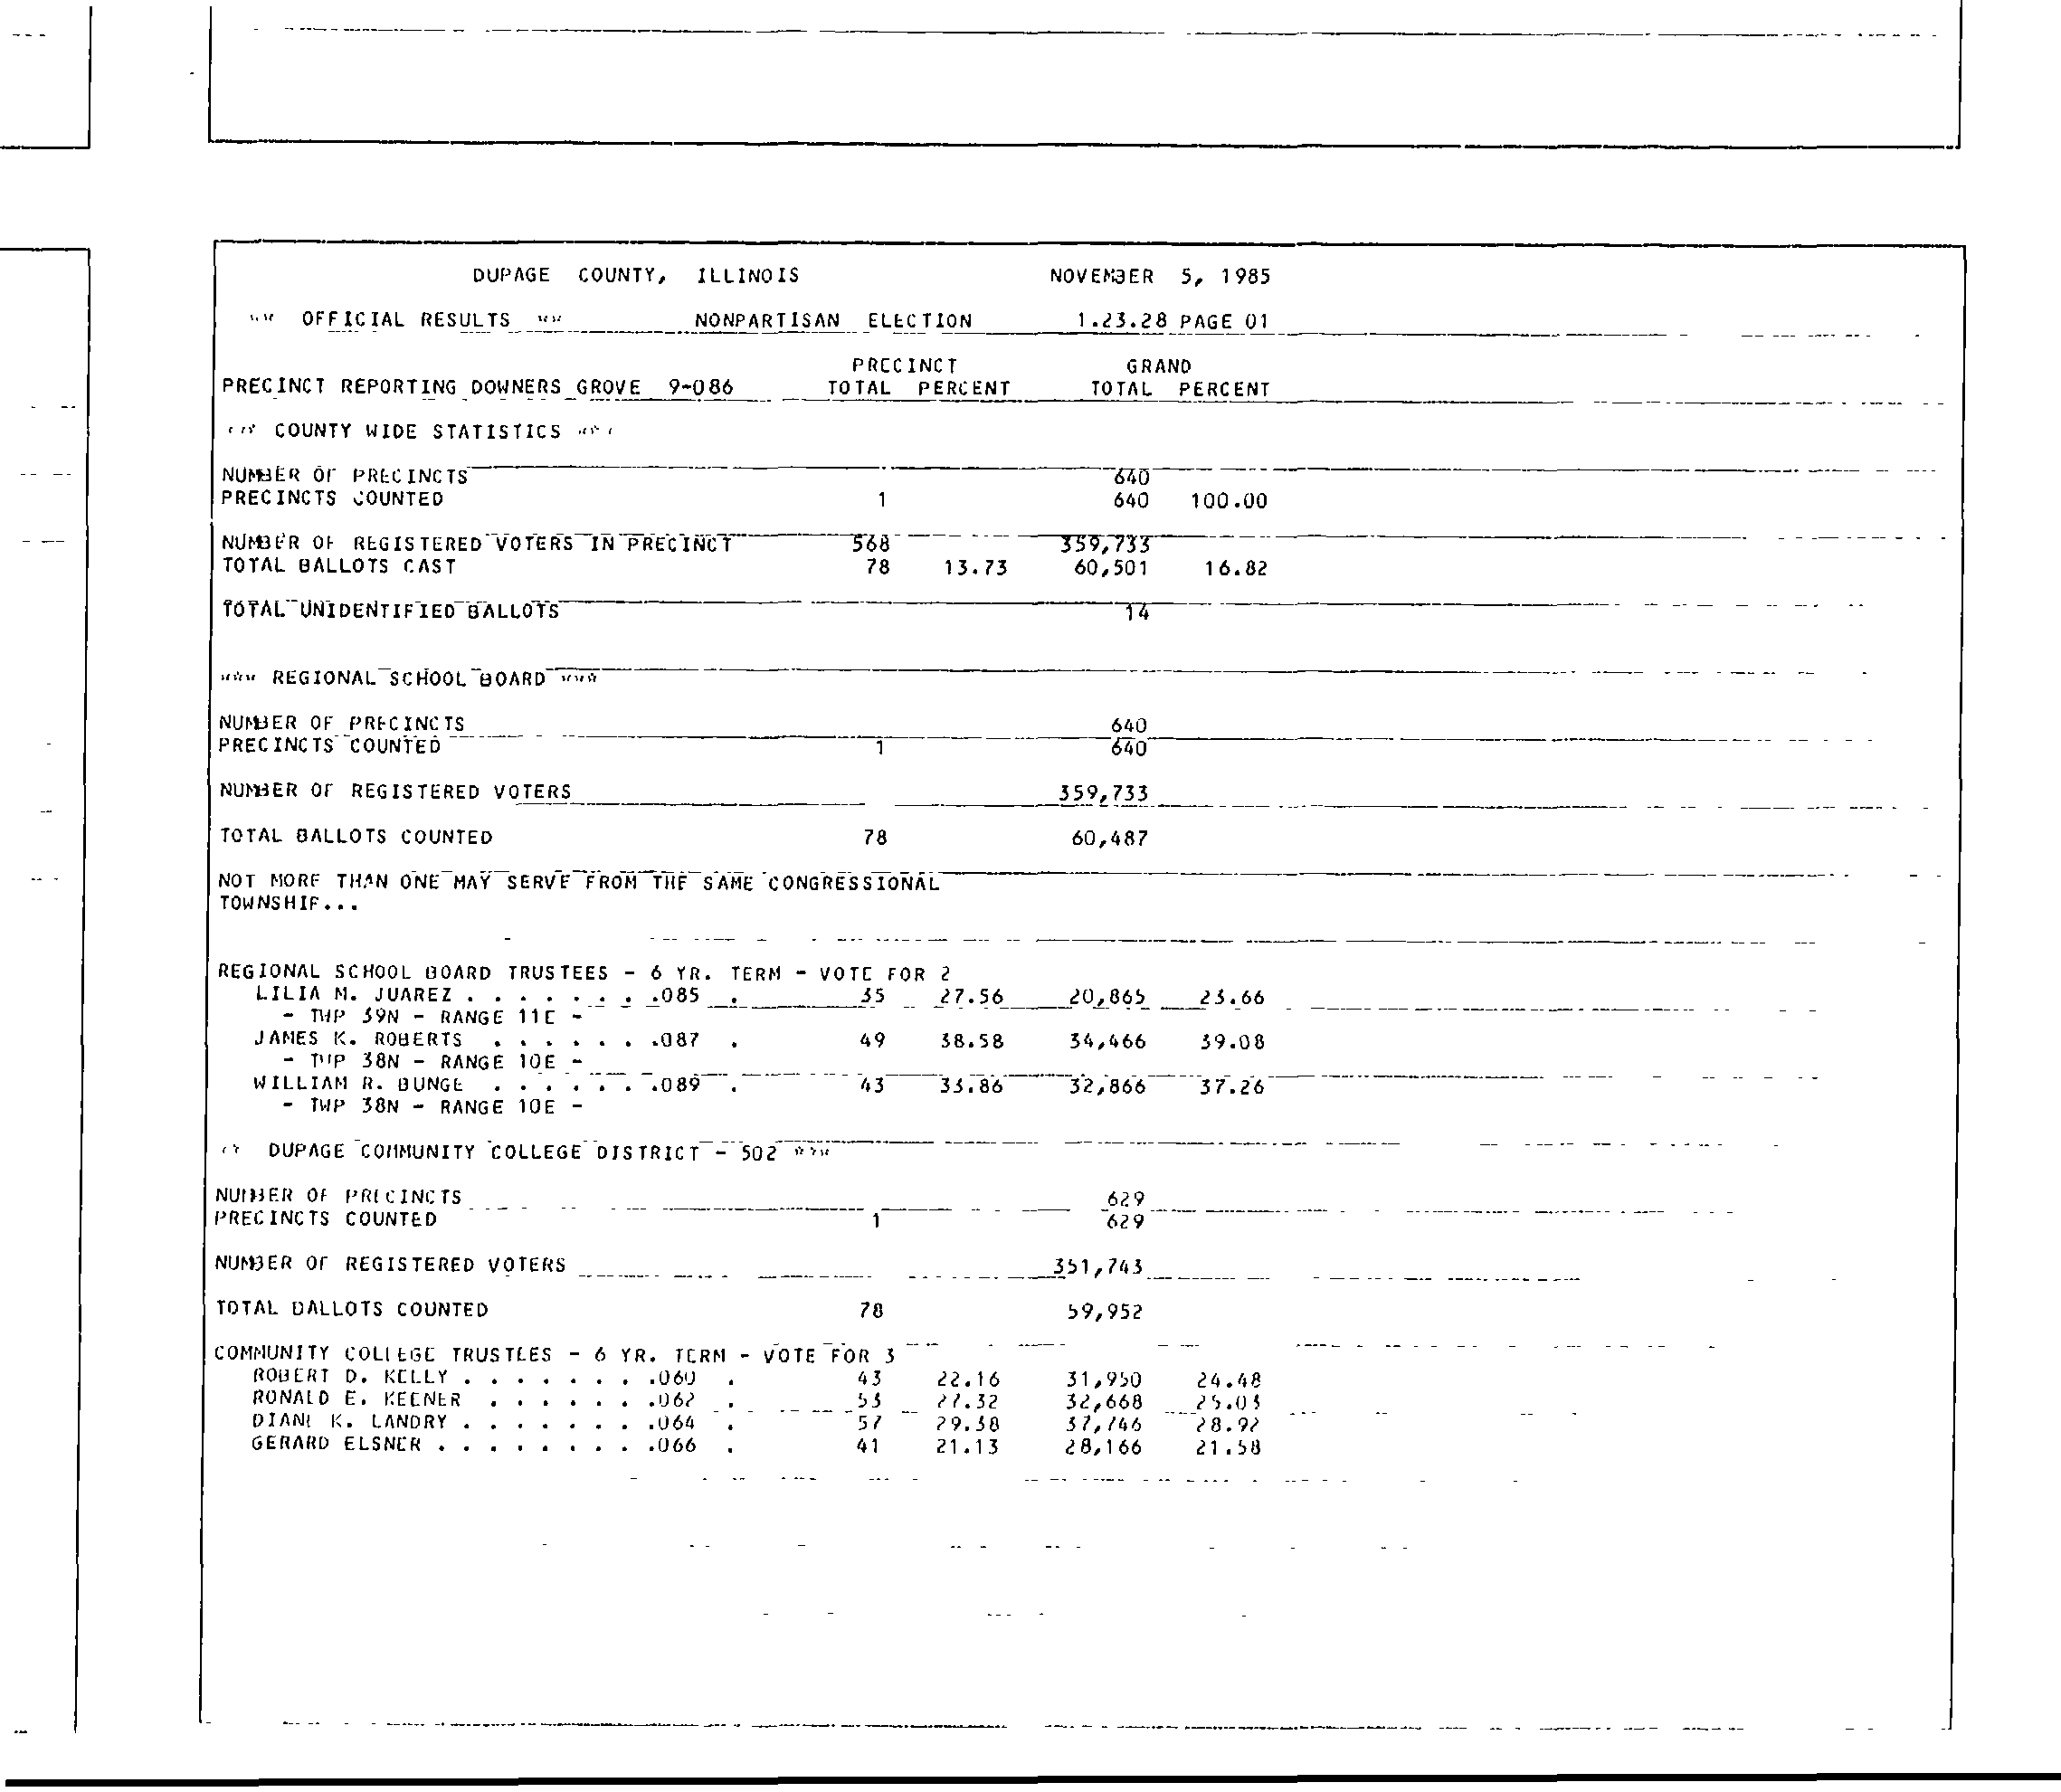 DUPAGE COUNTY, ILLINOIS NOVEMBER 5, 1985
** OFFICIAL RESULTS ** NONPARTISAN ELECTION 1.23.28 PAGE 01
PRECINCT GRAND
PRECINCT REPORTING DOWNERS GROVE 9-086 TOTAL PERCENT TOTAL PERCENT
*** COUNTY WIDE STATISTICS ***
NUMBER OF PRECINCTS 640
PRECINCTS COUNTED 1 640 100.00
NUMBER OF REGISTERED VOTERS IN PRECINCT 568 359,733
TOTAL BALLOTS CAST 78 13.73 60,501 16.82
TOTAL UNIDENTIFIED BALLOTS 14
*** REGIONAL SCHOOL BOARD ***
NUMBER OF PRECINCTS 640
PRECINCTS COUNTED 1 640
NUMBER OF REGISTERED VOTERS 359,733
TOTAL BALLOTS COUNTED 78 60,487
NOT MORE THAN ONE MAY SERVE FROM THE SAME CONGRESSIONAL
TOWNSHIP...
REGIONAL SCHOOL BOARD TRUSTEES - 6 YR. TERM - VOTE FOR 2
LILIA M. JUAREZ . . . . . . . .085 . 35 27.56 20,865 23.66
- TWP 39N - RANGE 11E -
JAMES K. ROBERTS . . . . . . .087 . 49 38.58 34,466 39.08
- TWP 38N - RANGE 10E -
WILLIAM R. BUNGE . . . . . . .089 . 43 33.86 32,866 37.26
- TWP 38N - RANGE 10E -
** DUPAGE COMMUNITY COLLEGE DISTRICT - 502 ***
NUMBER OF PRECINCTS 629
PRECINCTS COUNTED 1 629
NUMBER OF REGISTERED VOTERS 351,743
TOTAL BALLOTS COUNTED 78 59,952
COMMUNITY COLLEGE TRUSTEES - 6 YR. TERM - VOTE FOR 3
ROBERT D. KELLY . . . . . . . .060 . 43 22.16 31,950 24.48
RONALD E. KEENER . . . . . . .062 . 53 27.32 32,668 25.03
DIANE K. LANDRY . . . . . . . .064 . 57 29.38 37,746 28.92
GERARD ELSNER . . . . . . . . .066 . 41 21.13 28,166 21.58